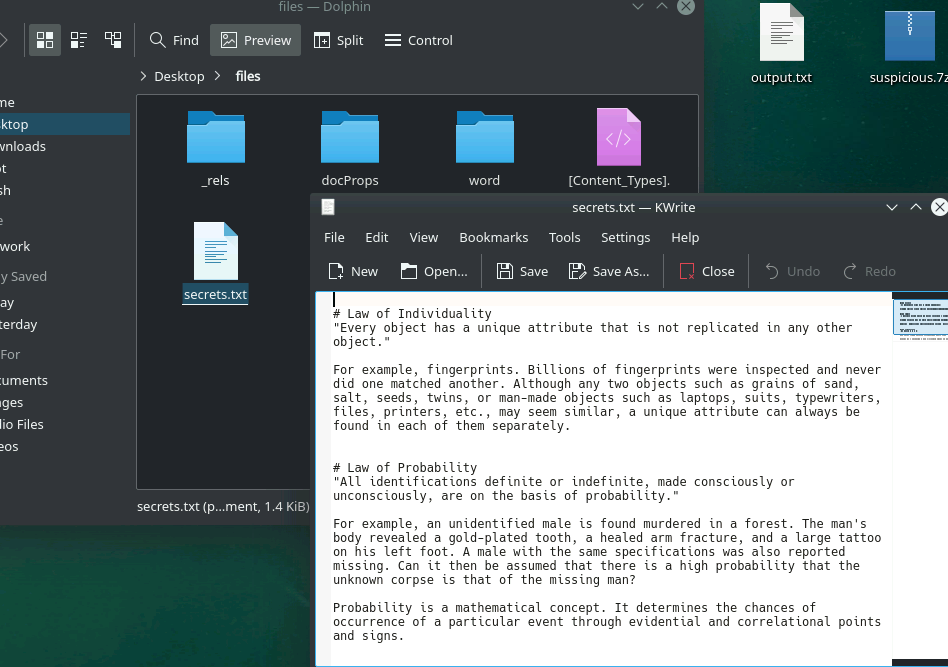 files — Dolphin
Find
Preview
Split
Control
Desktop
files
_rels
docProps
word
[Content_Types].
secrets.txt
me
ktop
wnloads
t
sh
e
work
y Saved
ay
terday
For
cuments
ges
io Files
eos
secrets.txt (p...ment, 1.4 KiB)
output.txt
suspicious.7z
secrets.txt — KWrite
File
Edit
View
Bookmarks
Tools
Settings
Help
New
Open...
Save
Save As...
Close
Undo
Redo
# Law of Individuality
"Every object has a unique attribute that is not replicated in any other
object."
For example, fingerprints. Billions of fingerprints were inspected and never
did one matched another. Although any two objects such as grains of sand,
salt, seeds, twins, or man-made objects such as laptops, suits, typewriters,
files, printers, etc., may seem similar, a unique attribute can always be
found in each of them separately.
# Law of Probability
"All identifications definite or indefinite, made consciously or
unconsciously, are on the basis of probability."
For example, an unidentified male is found murdered in a forest. The man's
body revealed a gold-plated tooth, a healed arm fracture, and a large tattoo
on his left foot. A male with the same specifications was also reported
missing. Can it then be assumed that there is a high probability that the
unknown corpse is that of the missing man?
Probability is a mathematical concept. It determines the chances of
occurrence of a particular event through evidential and correlational points
and signs.